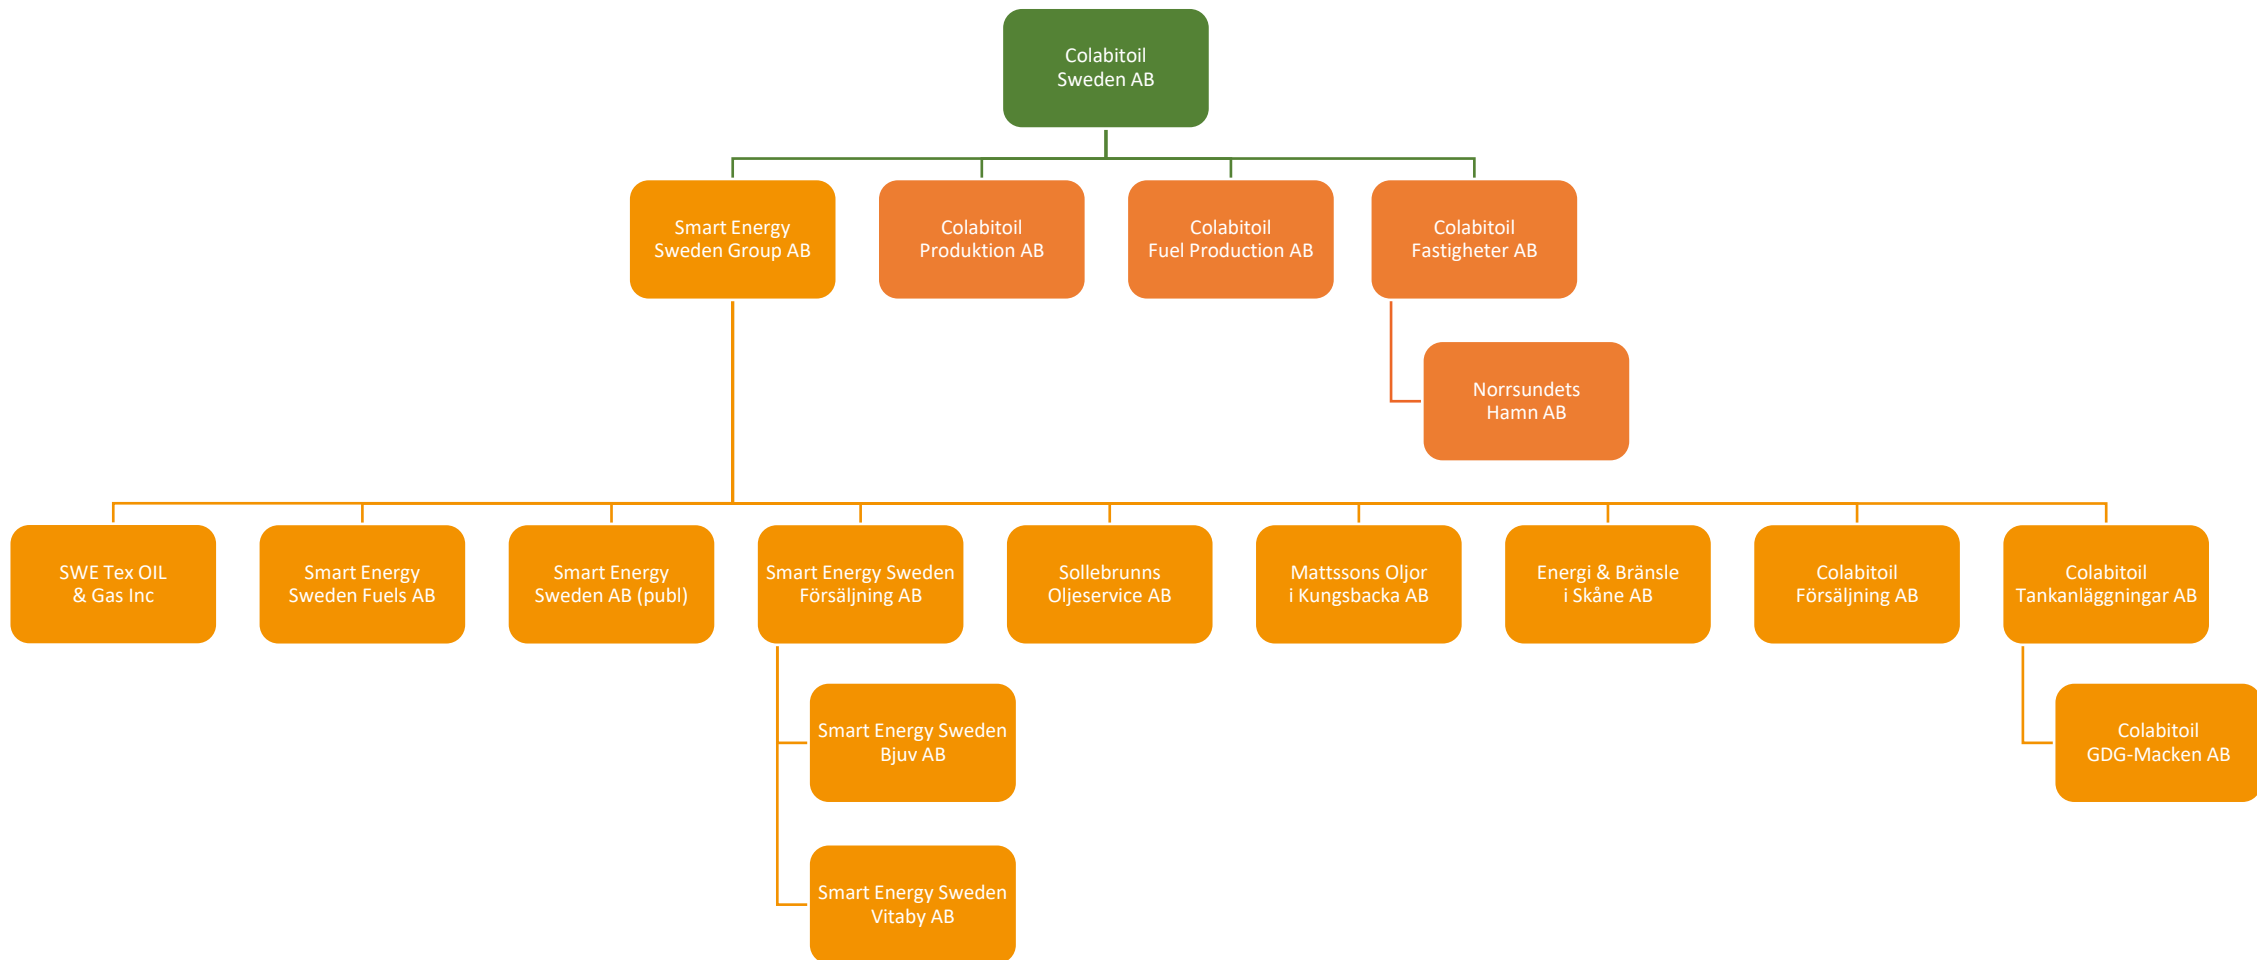 Colabitoil
Sweden AB
Smart Energy
Sweden Group AB
Colabitoil
Produktion AB
Colabitoil
Fuel Production AB
Colabitoil
Fastigheter AB
Norrsundets
Hamn AB
SWE Tex OIL
& Gas Inc
Smart Energy
Sweden Fuels AB
Smart Energy
Sweden AB (publ)
Smart Energy Sweden
Försäljning AB
Sollebrunns
Oljeservice AB
Mattssons Oljor
i Kungsbacka AB
Energi & Bränsle
i Skåne AB
Colabitoil
Försäljning AB
Colabitoil
Tankanläggningar AB
Smart Energy Sweden
Bjuv AB
Colabitoil
GDG-Macken AB
Smart Energy Sweden
Vitaby AB